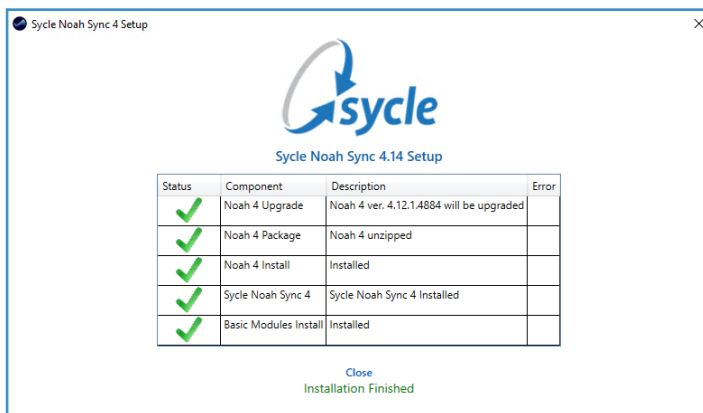 Sycle Noah Sync 4 Setup
sycle
Sycle Noah Sync 4.14 Setup
Status Component Description Error
Noah 4 Upgrade Noah 4 ver. 4.12.1.4884 will be upgraded
Noah 4 Package Noah 4 unzipped
Noah 4 Install Installed
Sycle Noah Sync 4 Sycle Noah Sync 4 Installed
Basic Modules Install Installed
Close
Installation Finished